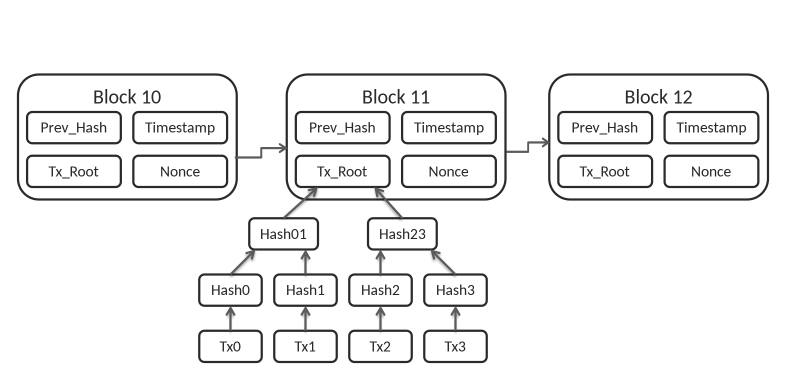 Block 10
Prev_Hash Timestamp
Tx_Root Nonce
Block 11
Prev_Hash Timestamp
Tx_Root Nonce
Block 12
Prev_Hash Timestamp
Tx_Root Nonce
Hash01 Hash23
Hash0 Hash1 Hash2 Hash3
Tx0 Tx1 Tx2 Tx3